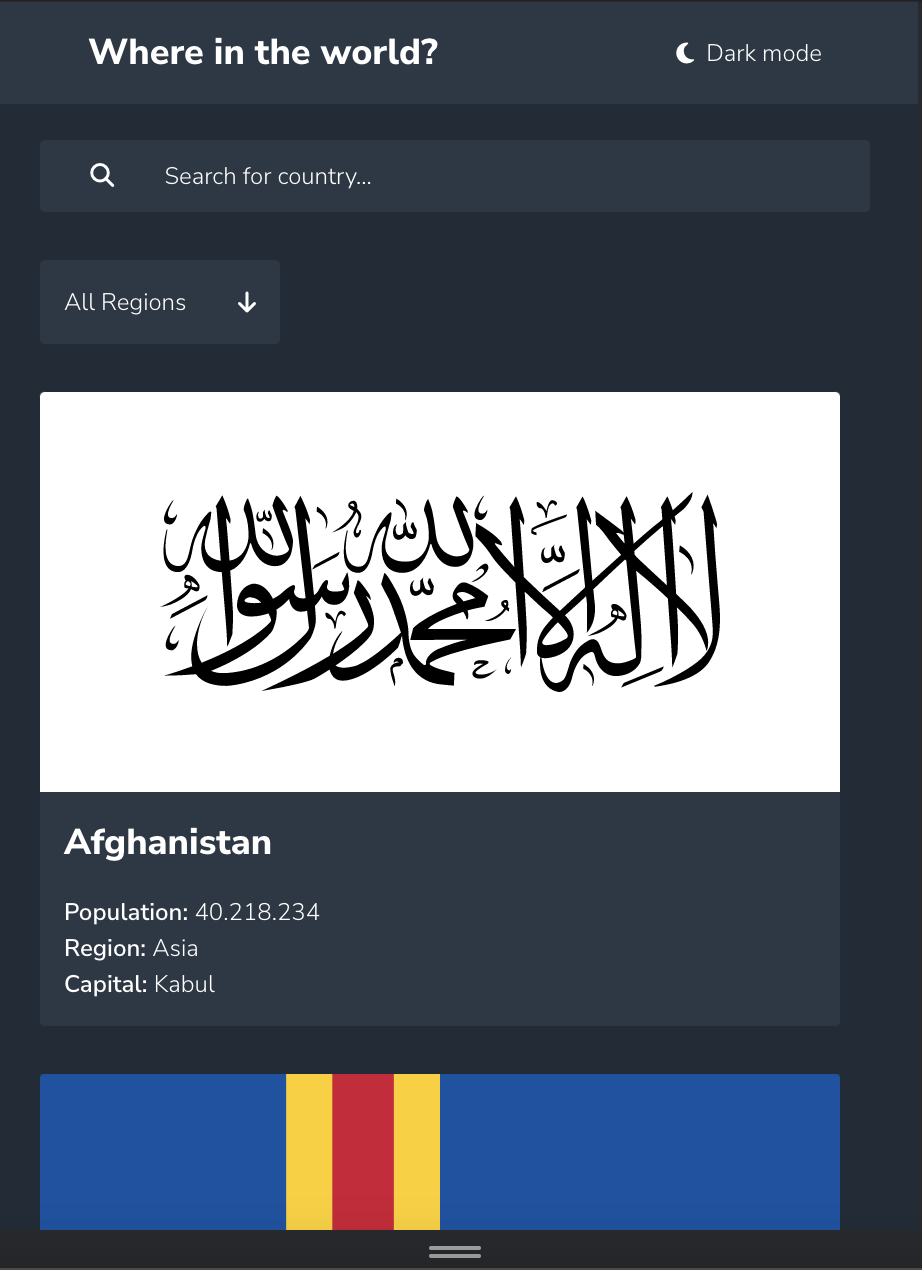 Where in the world?
Dark mode
Search for country...
All Regions
لا إله إلا الله محمد رسول الله
Afghanistan
Population: 40.218.234
Region: Asia
Capital: Kabul